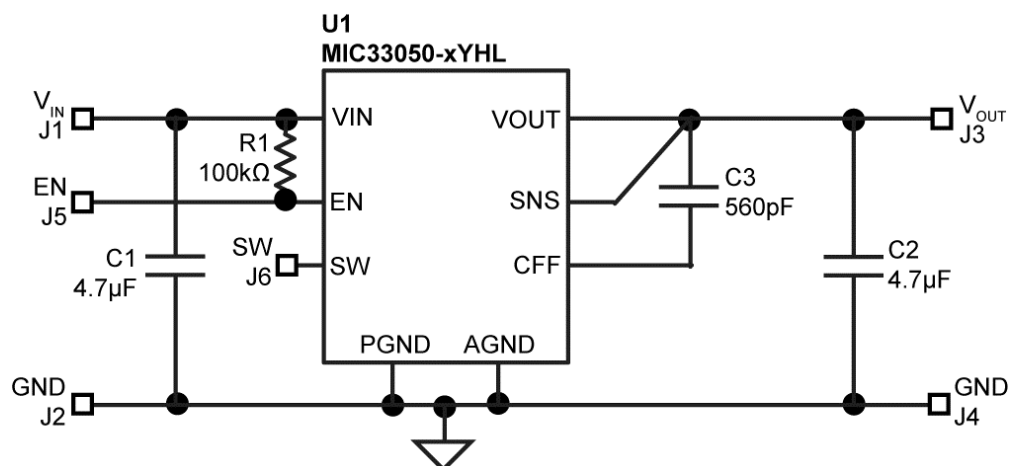 U1
MIC33050-xYHL
VIN
J1
VIN
R1
100kΩ
EN
J5
EN
SW
J6
SW
C1
4.7µF
PGND
AGND
VOUT
SNS
CFF
C3
560pF
C2
4.7µF
VOUT
J3
GND
J2
GND
J4